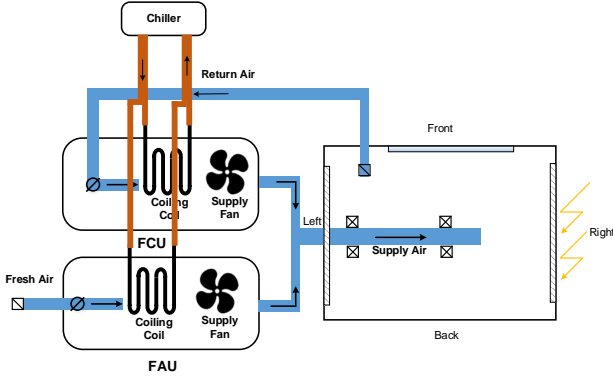 Chiller
Return Air
Front
Coiling
Coil
Supply
Fan
FCU
Left
Right
Supply Air
Fresh Air
Coiling
Coil
Supply
Fan
Back
FAU